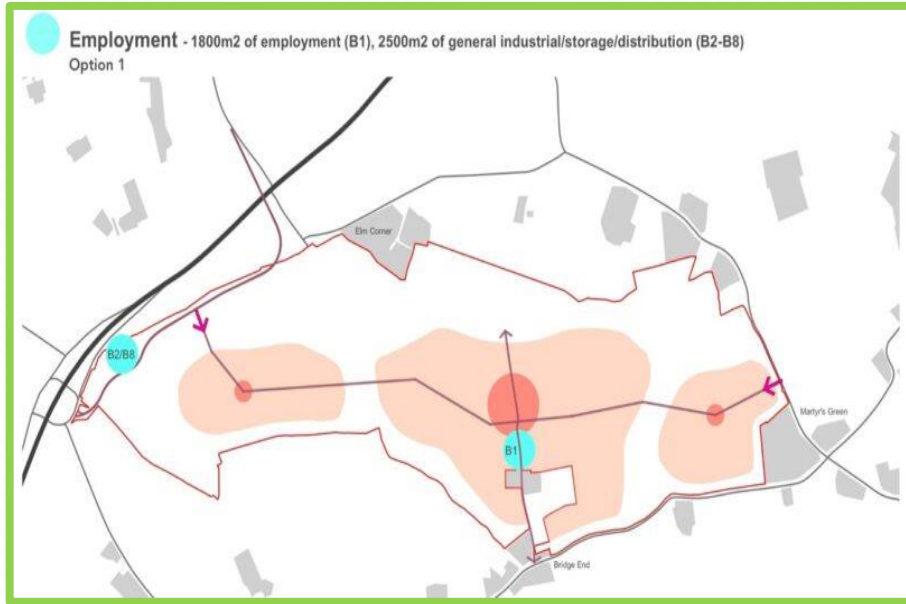 Employment - 1800m2 of employment (B1), 2500m2 of general industrial/storage/distribution (B2-B8)
Option 1
Elm Corner
B2/B8
Martyr's Green
B1
Bridge End